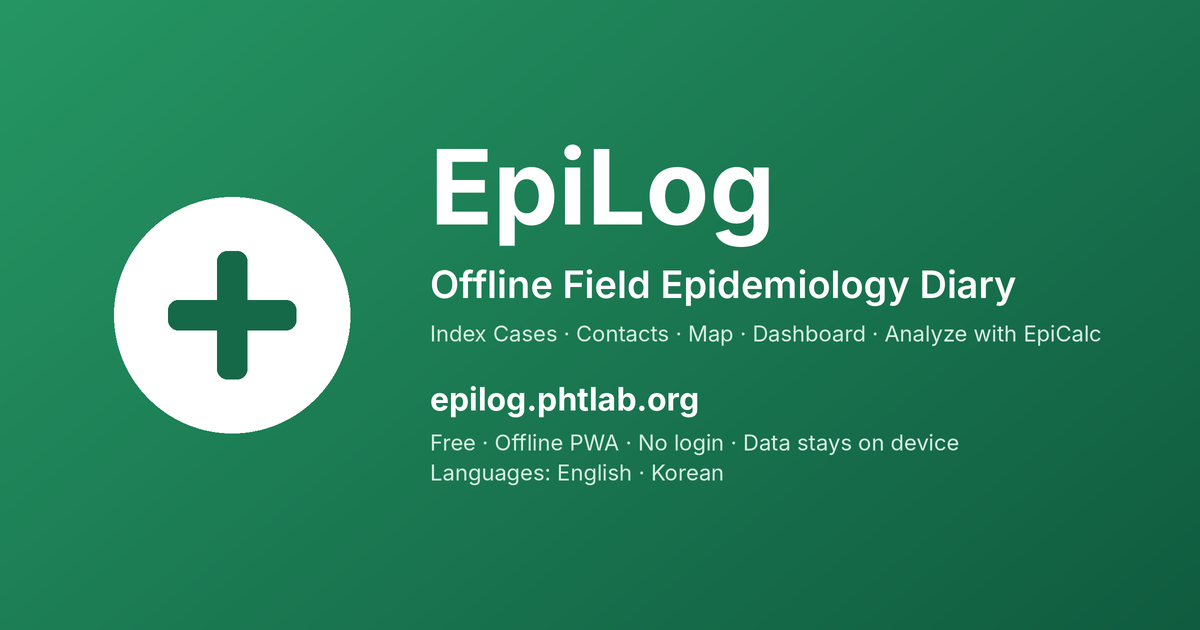 EpiLog
Offline Field Epidemiology Diary
Index Cases · Contacts · Map · Dashboard · Analyze with EpiCalc
epilog.phtlab.org
Free · Offline PWA · No login · Data stays on device
Languages: English · Korean